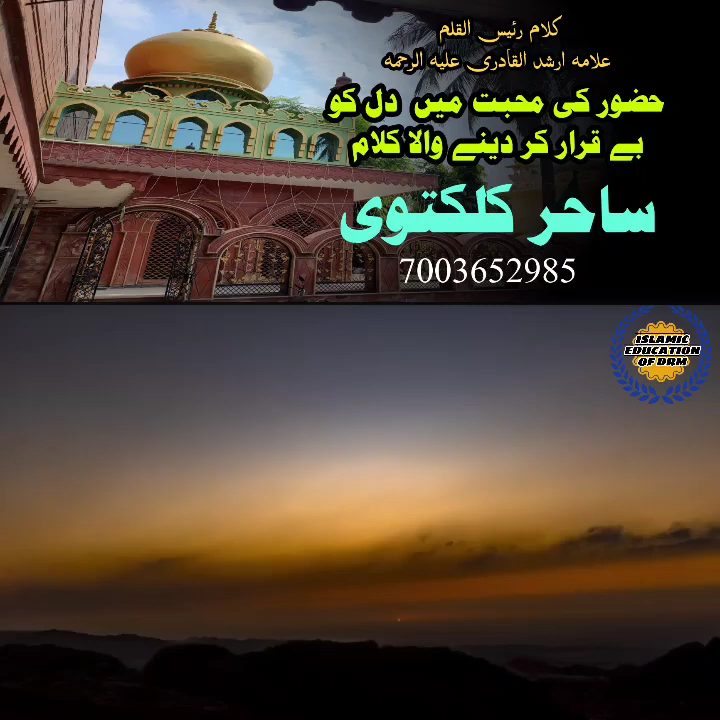 کلام رئیس القلم
علامہ ارشد القادری علیہ الرحمہ
حضور کی محبت میں دل کو
بے قرار کر دینے والا کلام
ساحر کلکتوی
7003652985
ISLAMIC
EDUCATION
OF DRM